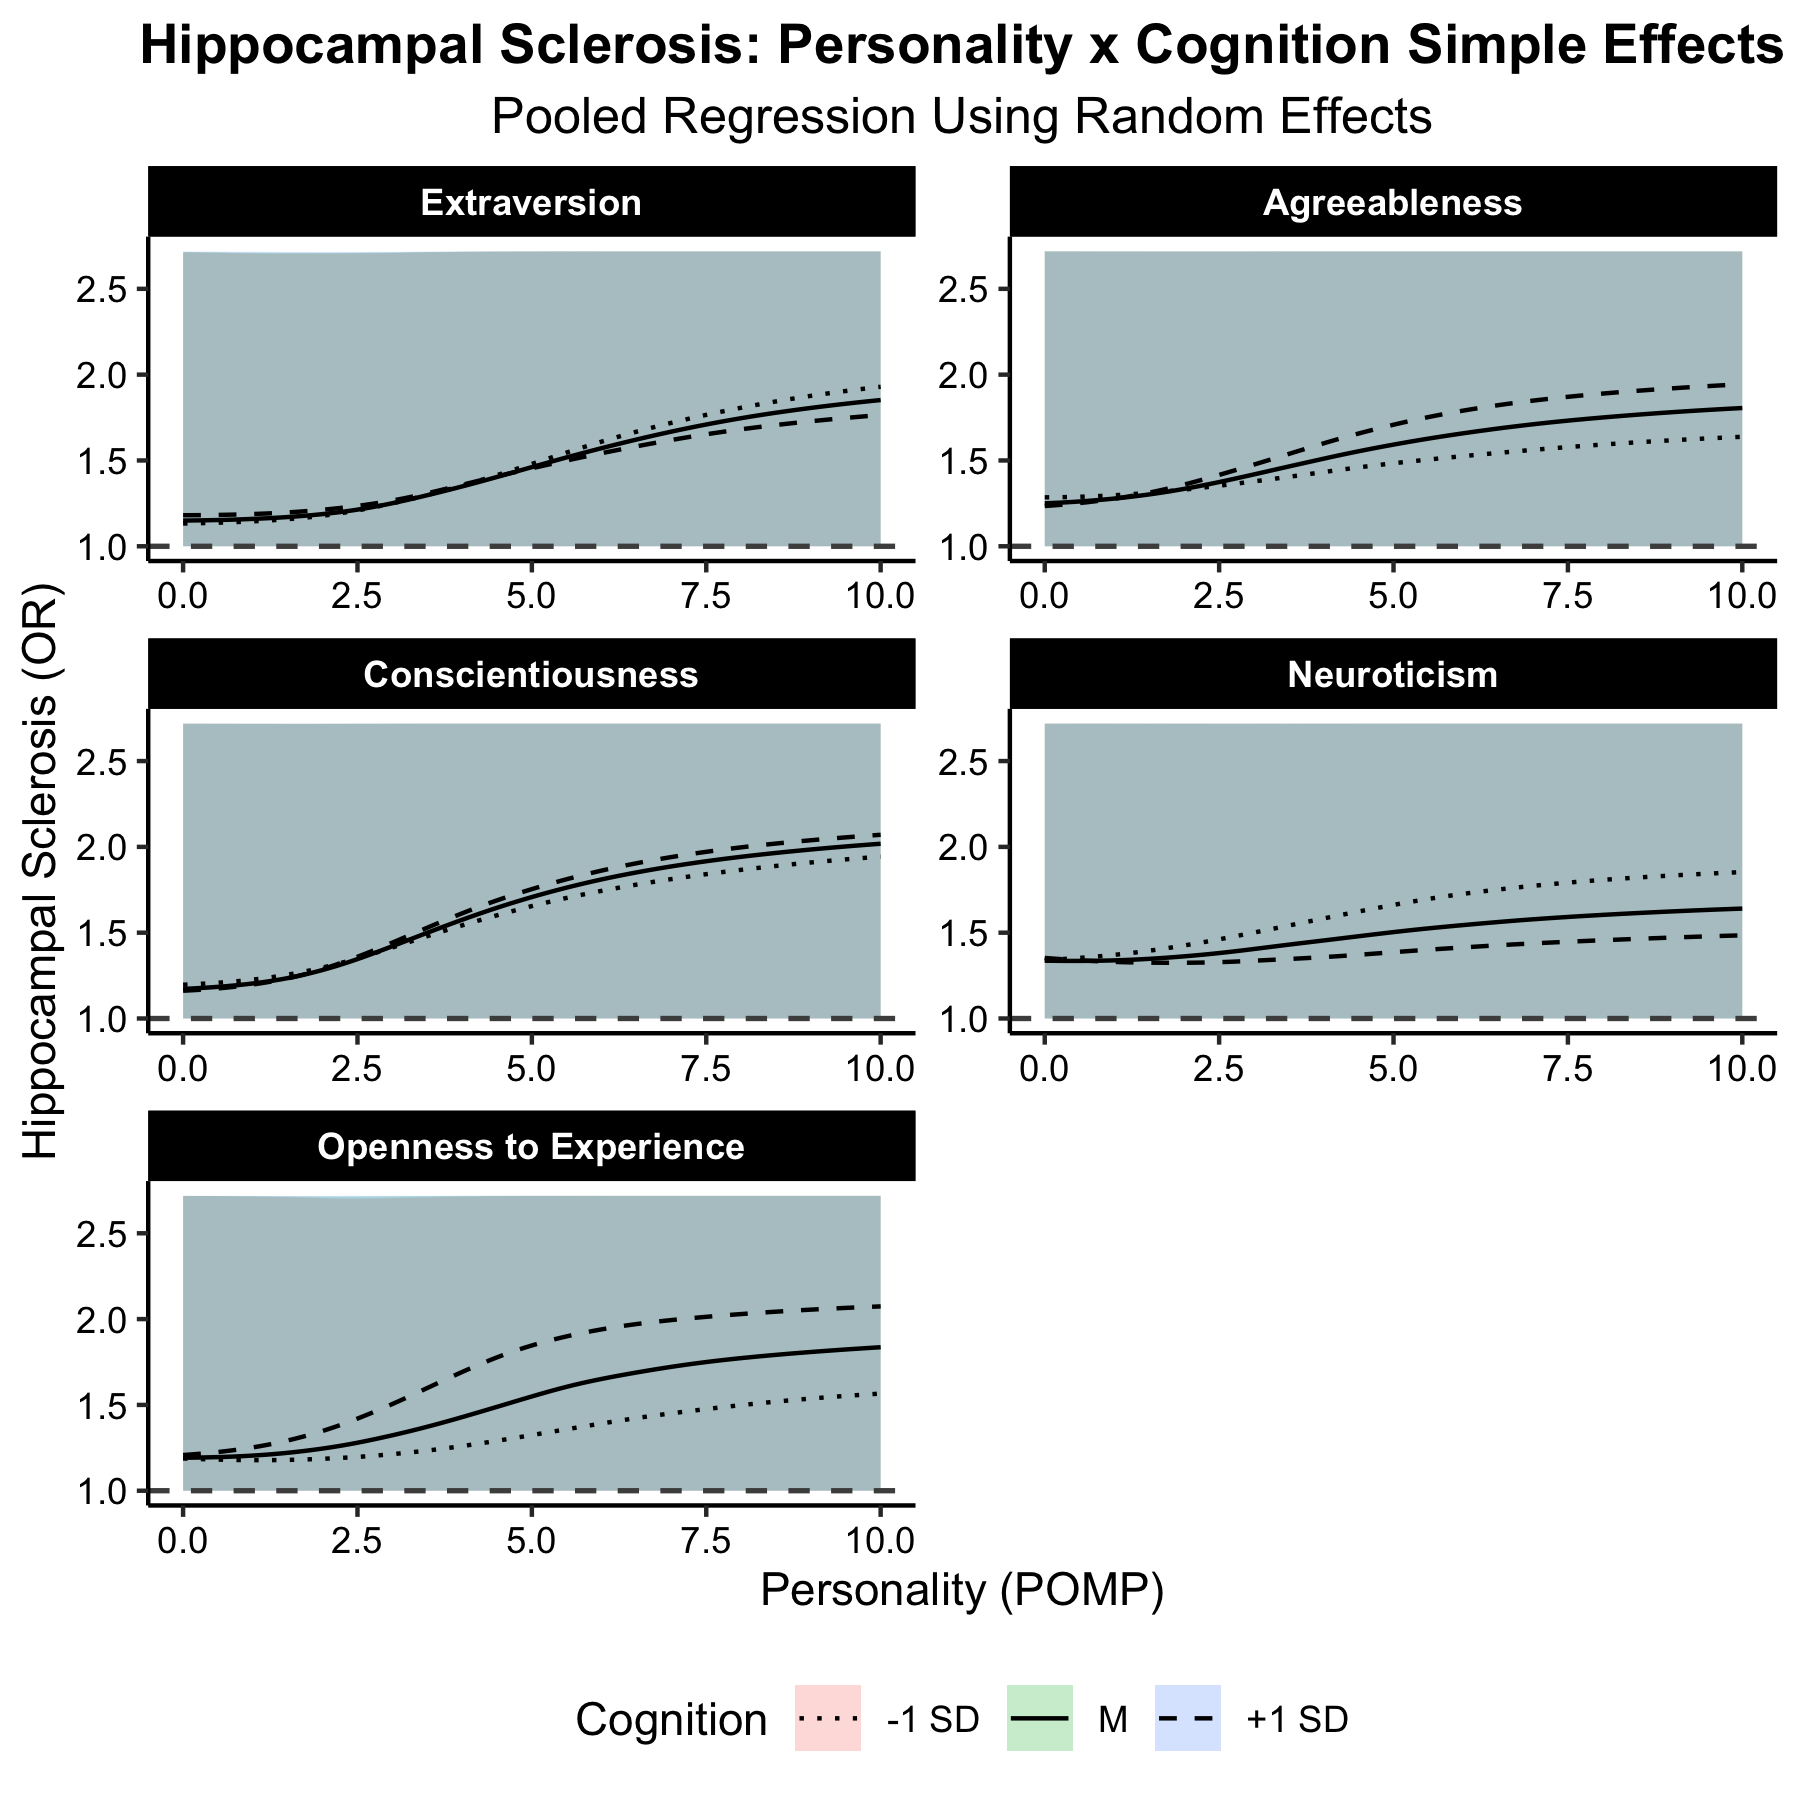 Hippocampal Sclerosis: Personality x Cognition Simple Effects
Pooled Regression Using Random Effects
Hippocampal Sclerosis (OR)
Extraversion
2.5
2.0
1.5
1.0
0.0 2.5 5.0 7.5 10.0
Agreeableness
2.5
2.0
1.5
1.0
0.0 2.5 5.0 7.5 10.0
Conscientiousness
2.5
2.0
1.5
1.0
0.0 2.5 5.0 7.5 10.0
Neuroticism
2.5
2.0
1.5
1.0
0.0 2.5 5.0 7.5 10.0
Openness to Experience
2.5
2.0
1.5
1.0
0.0 2.5 5.0 7.5 10.0
Personality (POMP)
Cognition -1 SD M +1 SD